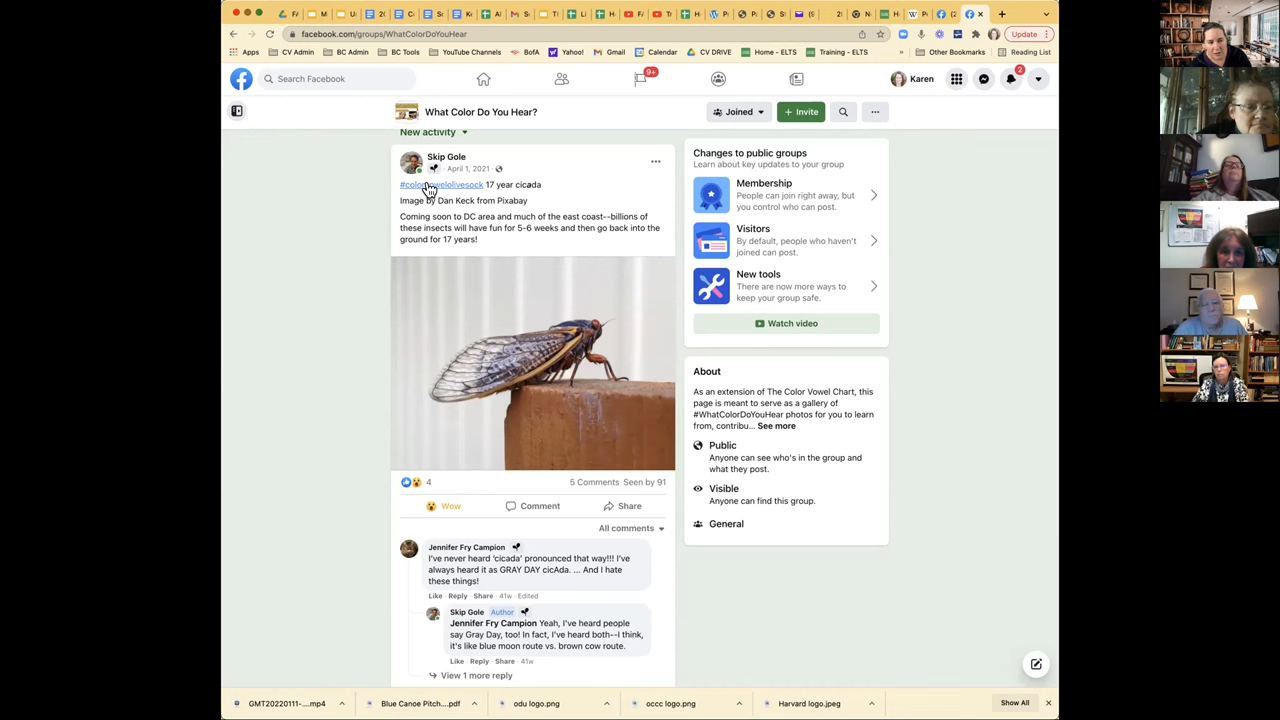 facebook.com/groups/WhatColorDoYouHear
Update
Apps
CV Admin
BC Admin
BC Tools
YouTube Channels
BofA
Yahoo!
Gmail
Calendar
CV DRIVE
Home - ELTS
Training - ELTS
»
Other Bookmarks
Reading List
Search Facebook
9+
Karen
2
What Color Do You Hear?
Joined
+ Invite
New activity
Skip Gole
April 1, 2021
17 year cicada
Image by Dan Keck from Pixabay
Coming soon to DC area and much of the east coast--billions of
these insects will have fun for 5-6 weeks and then go back into the
ground for 17 years!
4
5 Comments Seen by 91
Wow
Comment
Share
All comments
Jennifer Fry Campion
I've never heard 'cicada' pronounced that way!!! I've
always heard it as GRAY DAY cicAda. ... And I hate
these things!
Like Reply Share 41w · Edited
Skip Gole Author
Jennifer Fry Campion Yeah, I've heard people
say Gray Day, too! In fact, I've heard both--I think,
it's like blue moon route vs. brown cow route.
Like · Reply · Share · 41w
View 1 more reply
Changes to public groups
Learn about key updates to your group
Membership
People can join right away, but
you control who can post.
Visitors
By default, people who haven't
joined can post.
New tools
There are now more ways to
keep your group safe.
Watch video
About
As an extension of The Color Vowel Chart, this
page is meant to serve as a gallery of
#WhatColorDoYouHear photos for you to learn
from, contribu... See more
Public
Anyone can see who's in the group and
what they post.
Visible
Anyone can find this group.
General
GMT20220111-....mp4
Blue Canoe Pitch....pdf
odu logo.png
occc logo.png
Harvard logo.jpeg
Show All